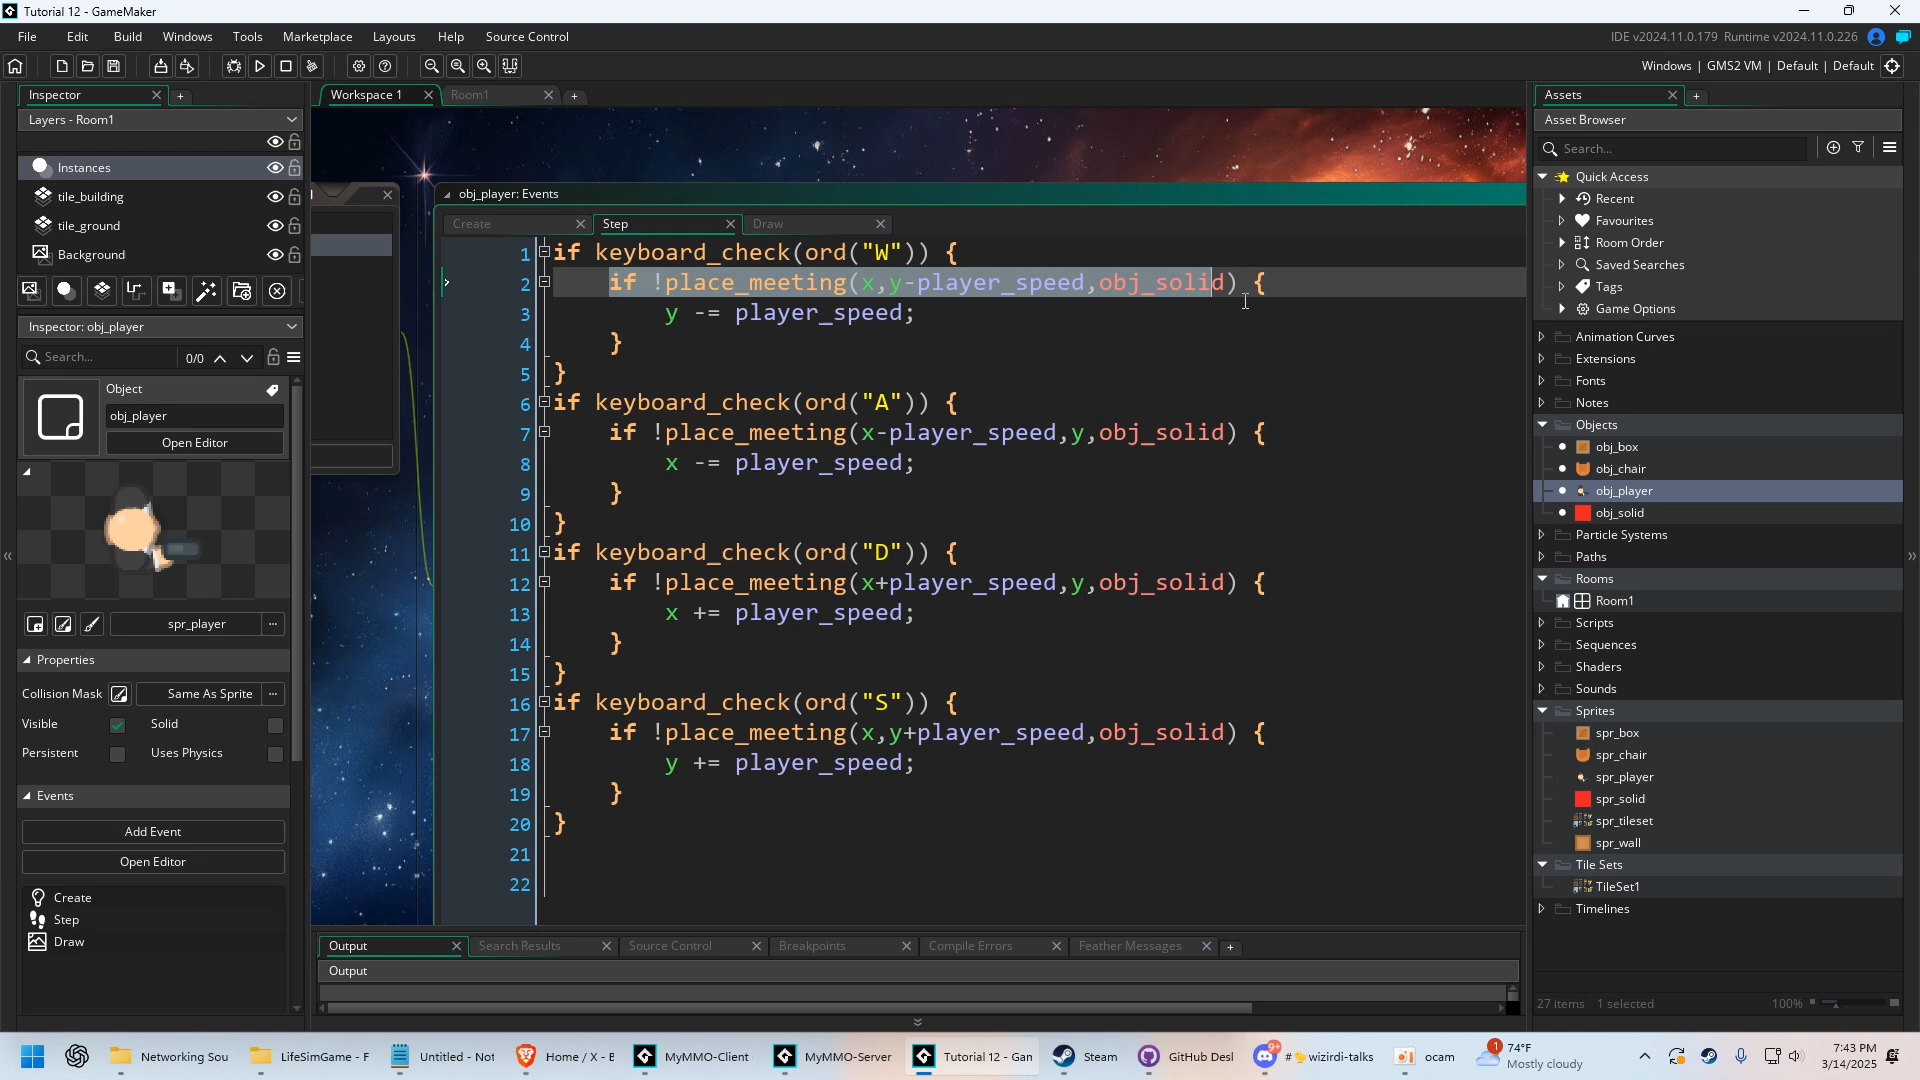 Tutorial 12 - GameMaker
File Edit Build Windows Tools Marketplace Layouts Help Source Control
IDE v2024.11.0.179 Runtime v2024.11.0.226
Windows | GMS2 VM | Default | Default
Inspector
Layers - Room1
Instances
tile_building
tile_ground
Background
Inspector: obj_player
Search... 0/0
Object
obj_player
Open Editor
spr_player ...
Properties
Collision Mask Same As Sprite ...
Visible Solid
Persistent Uses Physics
Events
Add Event
Open Editor
Create
Step
Draw
Workspace 1 Room1
obj_player: Events
Create Step Draw
1 if keyboard_check(ord("W")) {
2 if !place_meeting(x,y-player_speed,obj_solid) {
3 y -= player_speed;
4 }
5 }
6 if keyboard_check(ord("A")) {
7 if !place_meeting(x-player_speed,y,obj_solid) {
8 x -= player_speed;
9 }
10 }
11 if keyboard_check(ord("D")) {
12 if !place_meeting(x+player_speed,y,obj_solid) {
13 x += player_speed;
14 }
15 }
16 if keyboard_check(ord("S")) {
17 if !place_meeting(x,y+player_speed,obj_solid) {
18 y += player_speed;
19 }
20 }
21
22
Output Search Results Source Control Breakpoints Compile Errors Feather Messages
Output
Assets
Asset Browser
Search...
Quick Access
Recent
Favourites
Room Order
Saved Searches
Tags
Game Options
Animation Curves
Extensions
Fonts
Notes
Objects
obj_box
obj_chair
obj_player
obj_solid
Particle Systems
Paths
Rooms
Room1
Scripts
Sequences
Shaders
Sounds
Sprites
spr_box
spr_chair
spr_player
spr_solid
spr_tileset
spr_wall
Tile Sets
TileSet1
Timelines
27 items 1 selected 100%
Networking Sou LifeSimGame - F Untitled - Not Home / X - B MyMMO-Client MyMMO-Server Tutorial 12 - Gan Steam GitHub Desl 9+ #👋wizirdi-talks ocam 1 74°F Mostly cloudy 7:43 PM 3/14/2025